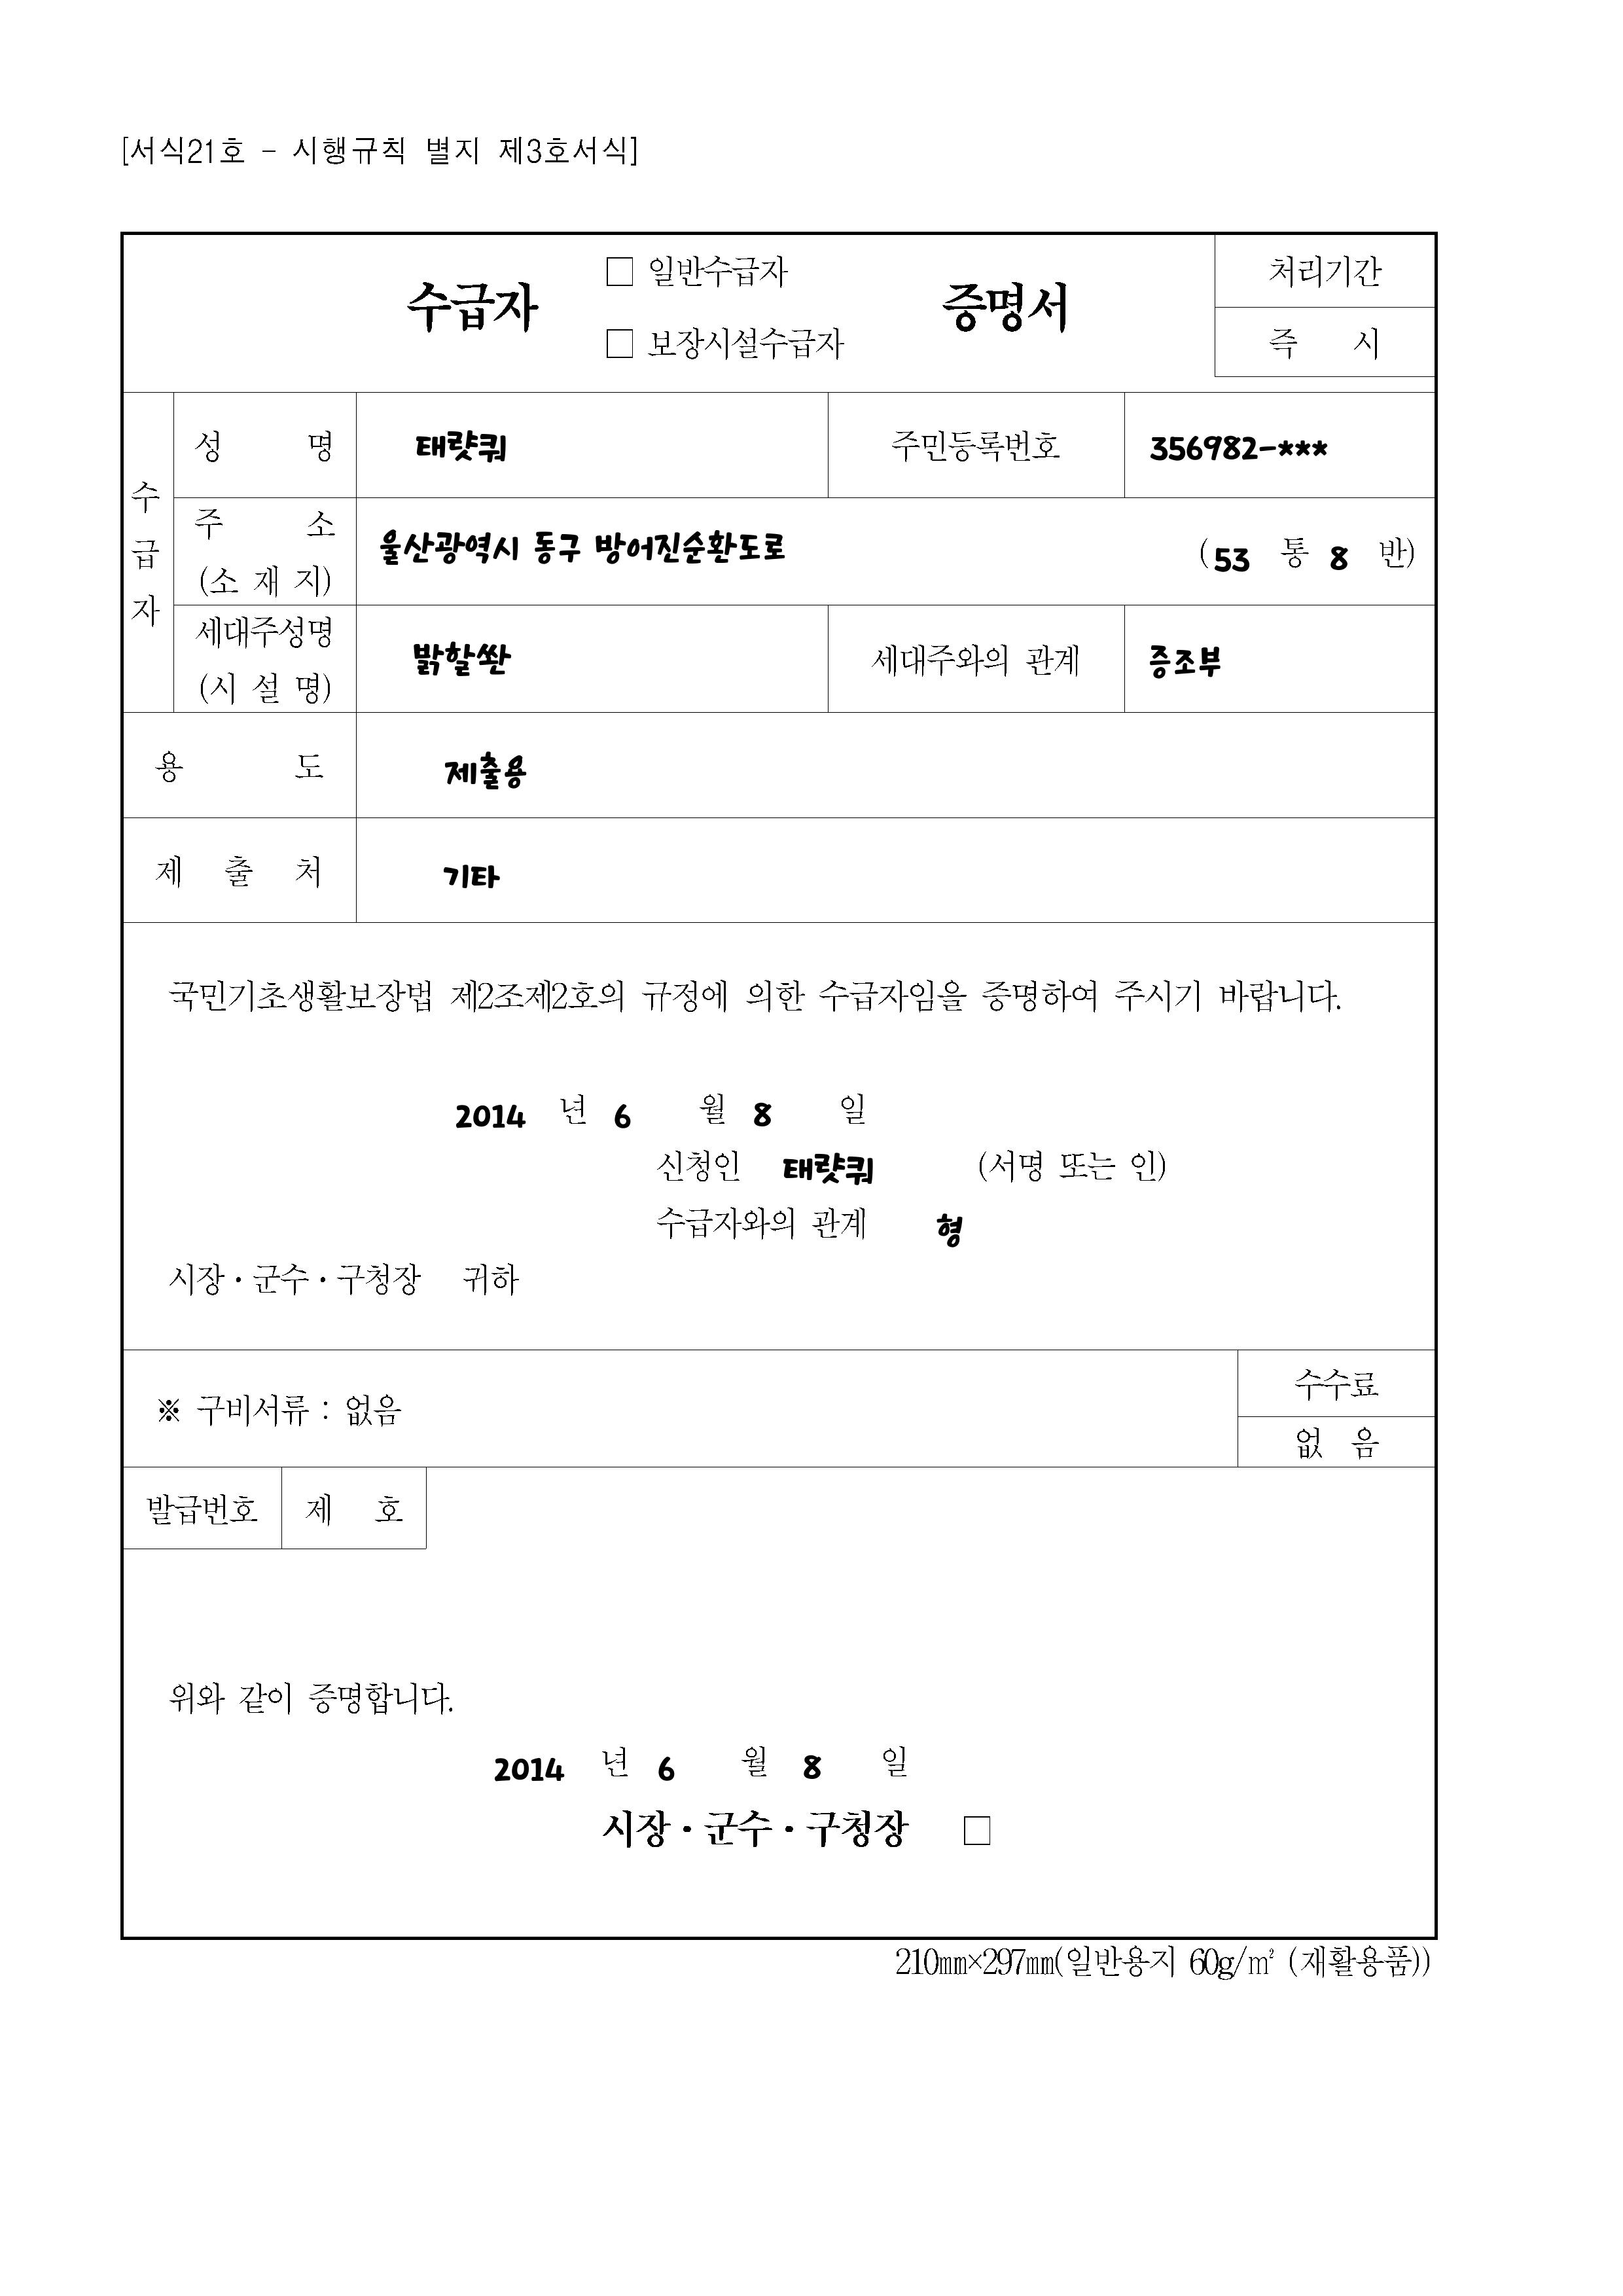 [서식21호 - 시행규칙 별지 제3호서식]
수급자 □ 일반수급자 □ 보장시설수급자 증명서
처리기간
즉 시
수급자
성 명 태럇쿼 주민등록번호 356982-***
주 소 (소 재 지) 울산광역시 동구 방어진순환도로 (53 통 8 반)
세대주성명 (시 설 명) 밝할쏸 세대주와의 관계 증조부
용 도 제출용
제 출 처 기타
국민기초생활보장법 제2조제2호의 규정에 의한 수급자임을 증명하여 주시기 바랍니다.
2014 년 6 월 8 일
신청인 태럇쿼 (서명 또는 인)
수급자와의 관계 형
시장·군수·구청장 귀하
※ 구비서류 : 없음
수수료
없 음
발급번호 제 호
위와 같이 증명합니다.
2014 년 6 월 8 일
시장·군수·구청장 □
210㎜×297㎜(일반용지 60g/㎡ (재활용품))